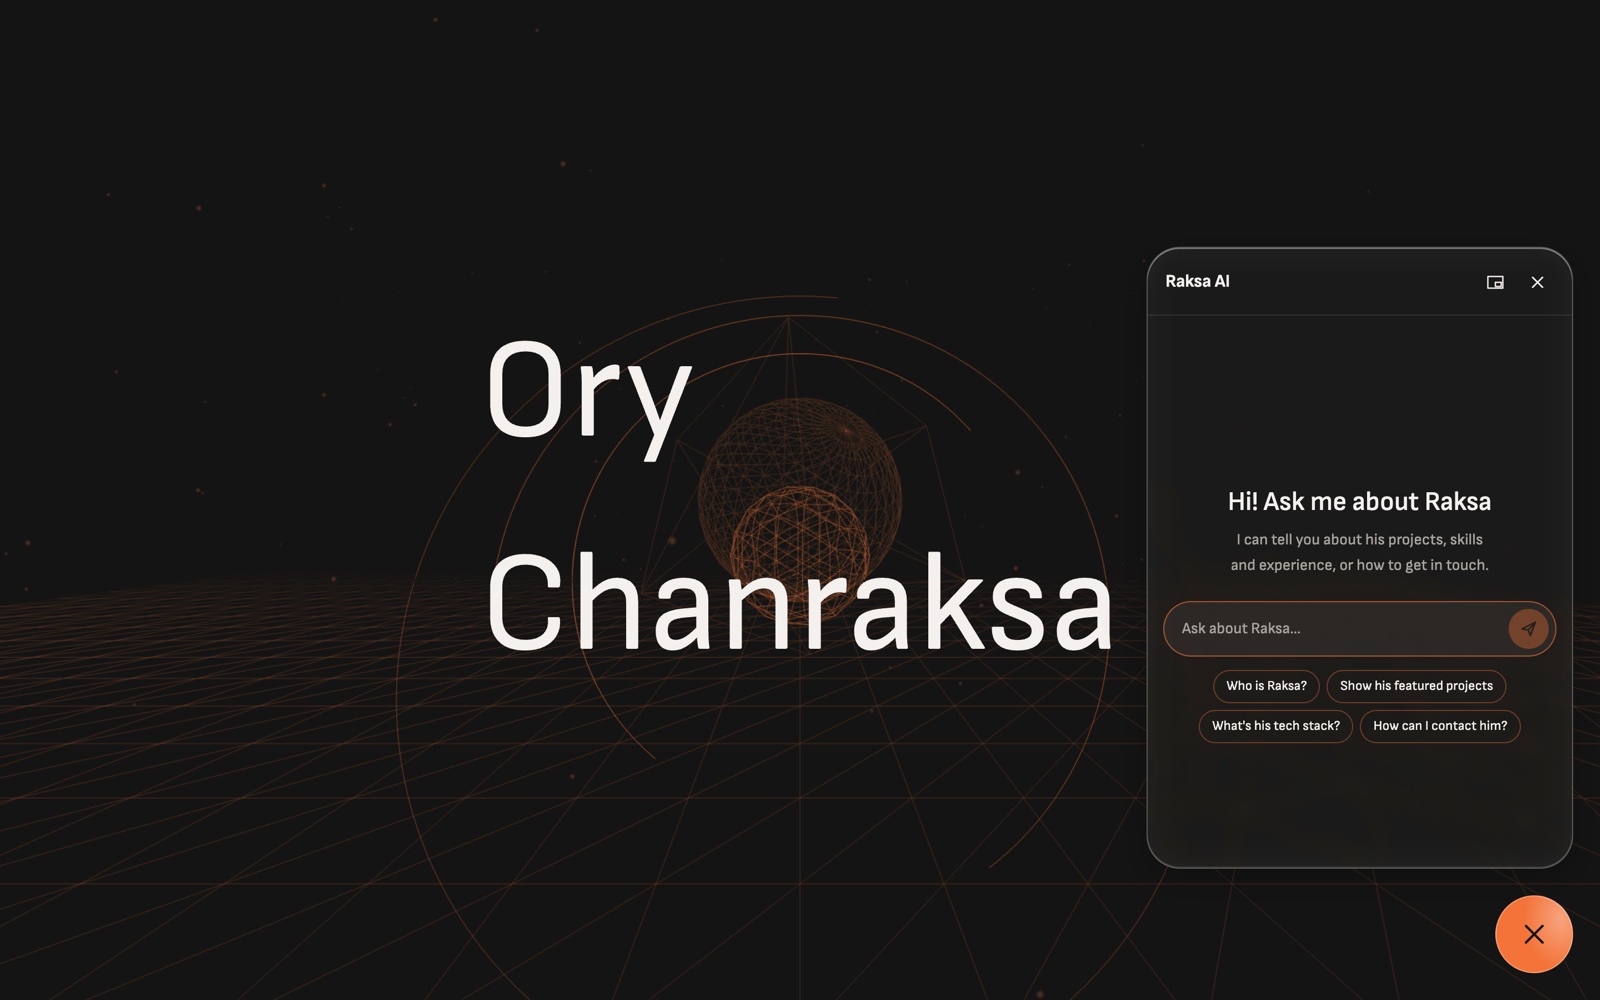 Ory
Chanraksa
Raksa AI
Hi! Ask me about Raksa
I can tell you about his projects, skills
and experience, or how to get in touch.
Ask about Raksa...
Who is Raksa?
Show his featured projects
What's his tech stack?
How can I contact him?